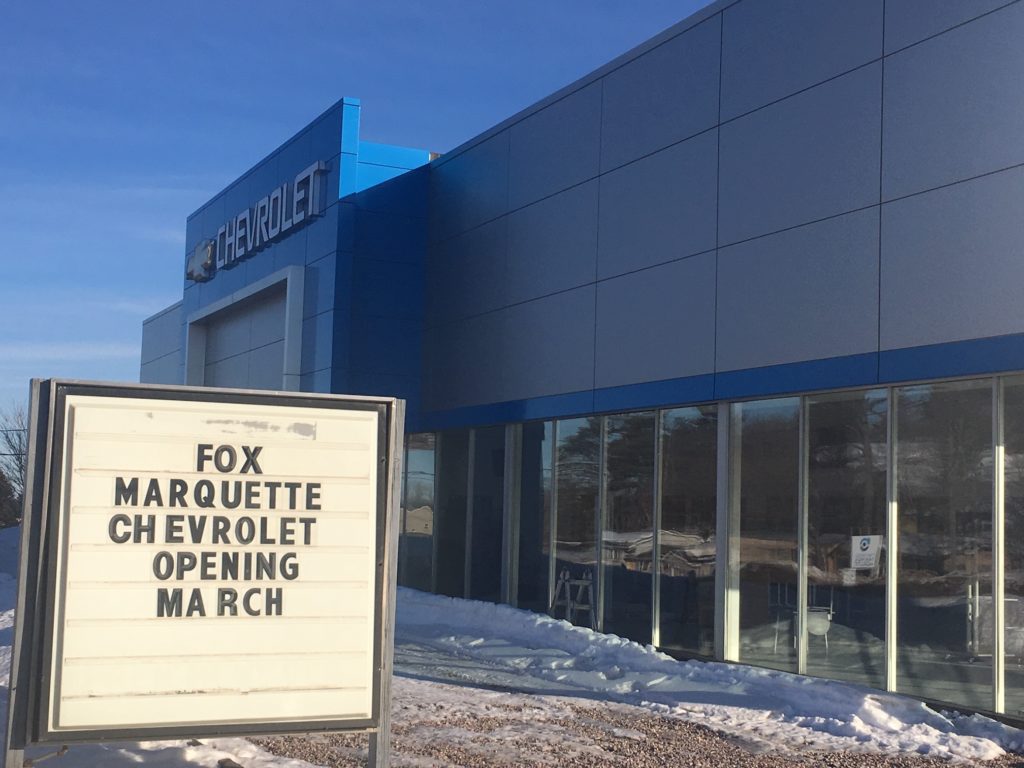 CHEVROLET
FOX
MARQUETTE
CHEVROLET
OPENING
MARCH